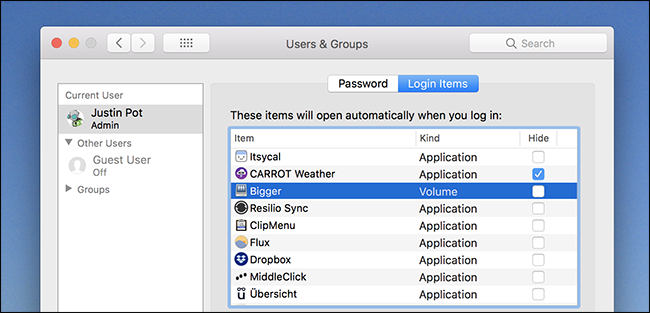 Users & Groups
Search
Current User
Justin Pot
Admin
Other Users
Guest User
Off
Groups
Password Login Items
These items will open automatically when you log in:
Item Kind Hide
Itsycal Application
CARROT Weather Application
Bigger Volume
Resilio Sync Application
ClipMenu Application
Flux Application
Dropbox Application
MiddleClick Application
Übersicht Application